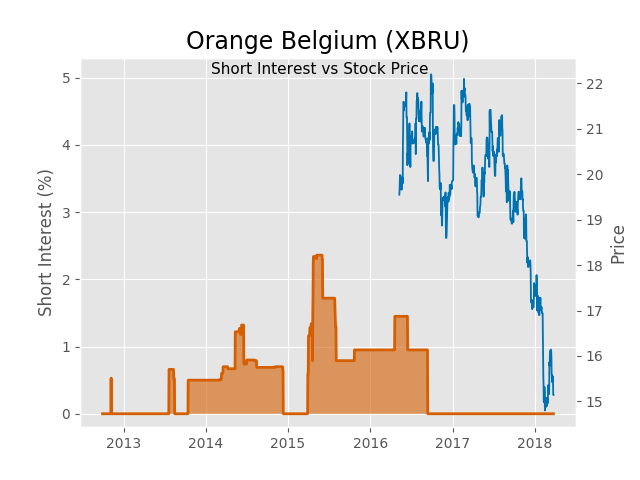 Orange Belgium (XBRU)
Short Interest vs Stock Price
Short Interest (%)
5
4
3
2
1
0
22
21
20
19
18
17
16
15
Price
2013 2014 2015 2016 2017 2018